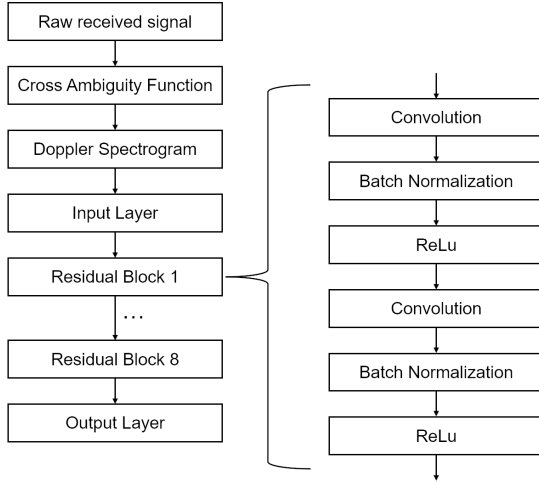 Raw received signal
Cross Ambiguity Function
Doppler Spectrogram
Input Layer
Residual Block 1
...
Residual Block 8
Output Layer
Convolution
Batch Normalization
ReLu
Convolution
Batch Normalization
ReLu